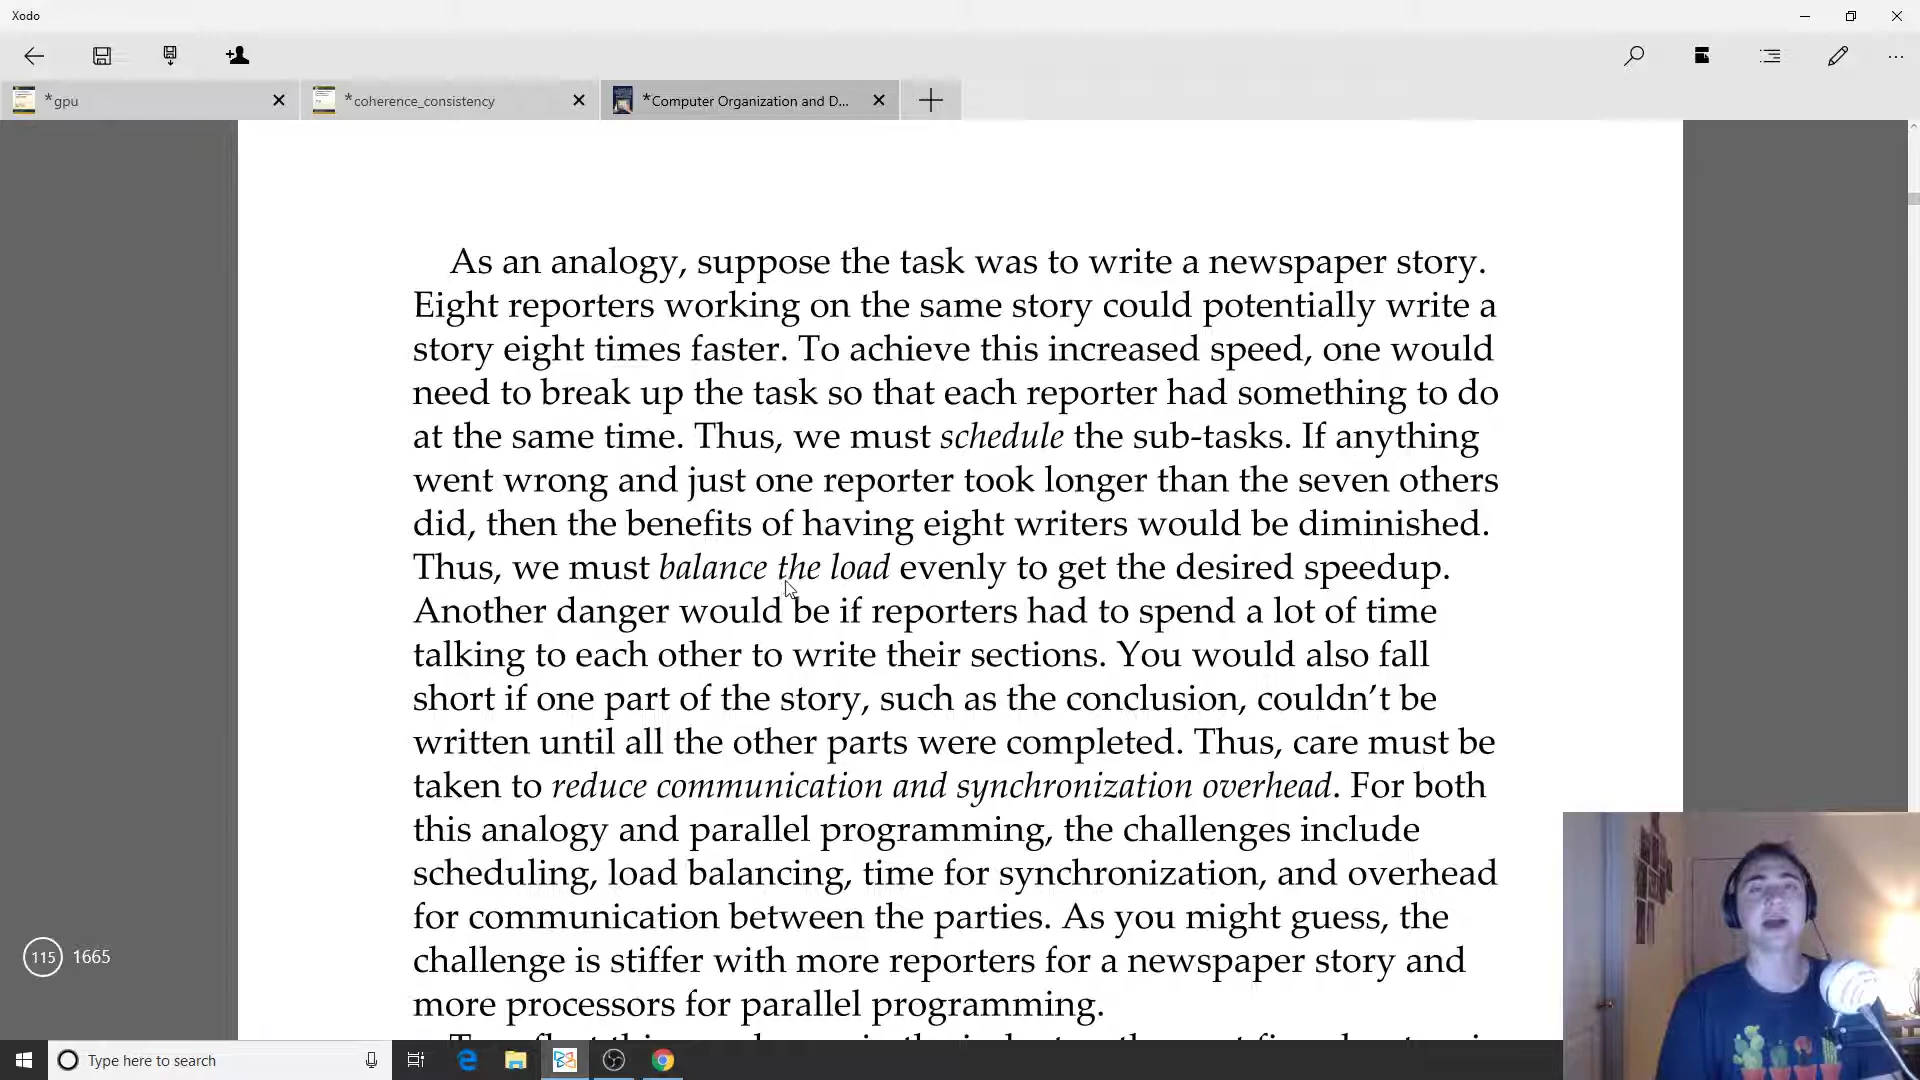 Xodo
*gpu
*coherence_consistency
*Computer Organization and D...
As an analogy, suppose the task was to write a newspaper story.
Eight reporters working on the same story could potentially write a
story eight times faster. To achieve this increased speed, one would
need to break up the task so that each reporter had something to do
at the same time. Thus, we must schedule the sub-tasks. If anything
went wrong and just one reporter took longer than the seven others
did, then the benefits of having eight writers would be diminished.
Thus, we must balance the load evenly to get the desired speedup.
Another danger would be if reporters had to spend a lot of time
talking to each other to write their sections. You would also fall
short if one part of the story, such as the conclusion, couldn’t be
written until all the other parts were completed. Thus, care must be
taken to reduce communication and synchronization overhead. For both
this analogy and parallel programming, the challenges include
scheduling, load balancing, time for synchronization, and overhead
for communication between the parties. As you might guess, the
challenge is stiffer with more reporters for a newspaper story and
more processors for parallel programming.
115 1665
Type here to search